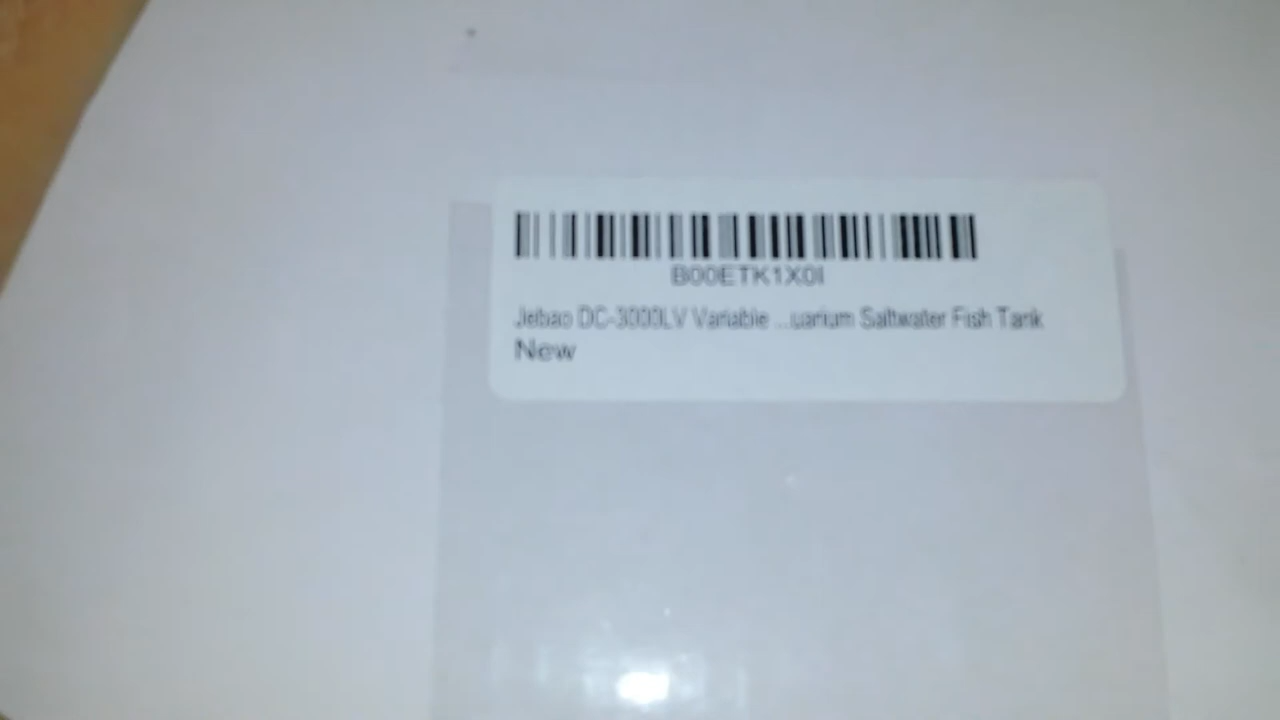 B00ETK1X0I
Jebao DC-3000LV Variable ...uarium Saltwater Fish Tank
New